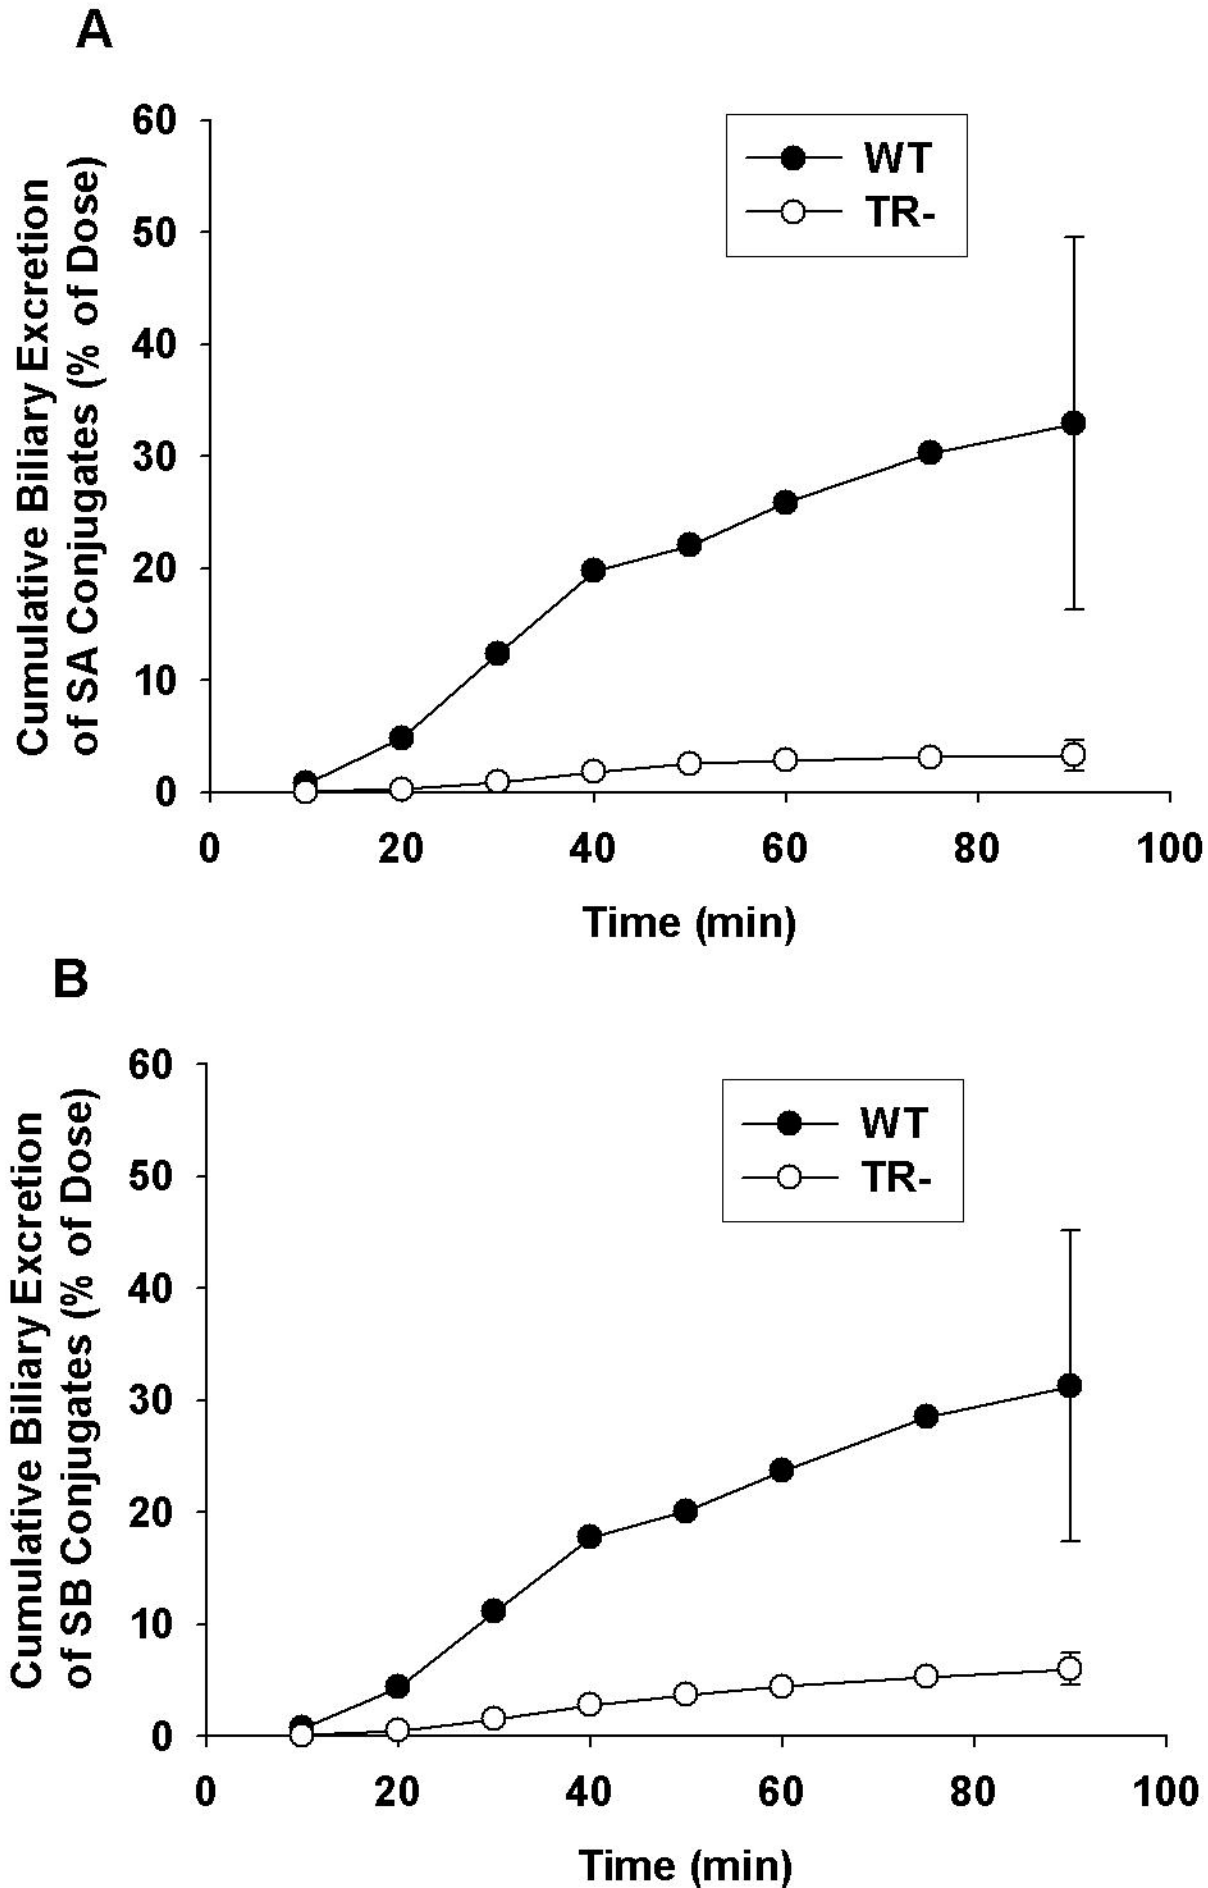 A
Cumulative Biliary Excretion
of SA Conjugates (% of Dose)
60
50
40
30
20
10
0
WT
TR-
0 20 40 60 80 100
Time (min)
B
Cumulative Biliary Excretion
of SB Conjugates (% of Dose)
60
50
40
30
20
10
0
WT
TR-
0 20 40 60 80 100
Time (min)